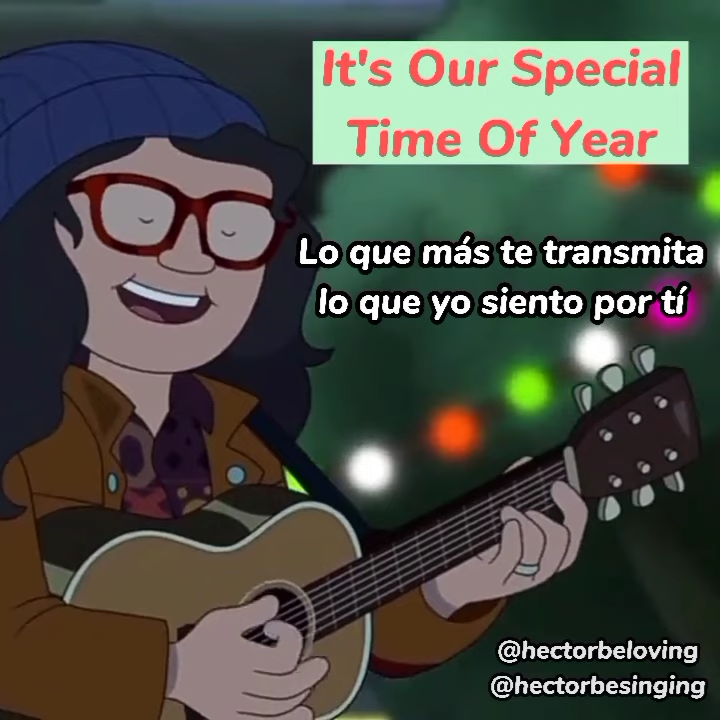 It's Our Special
Time Of Year
Lo que más te transmita
lo que yo siento por tí
@hectorbeloving
@hectorbesinging